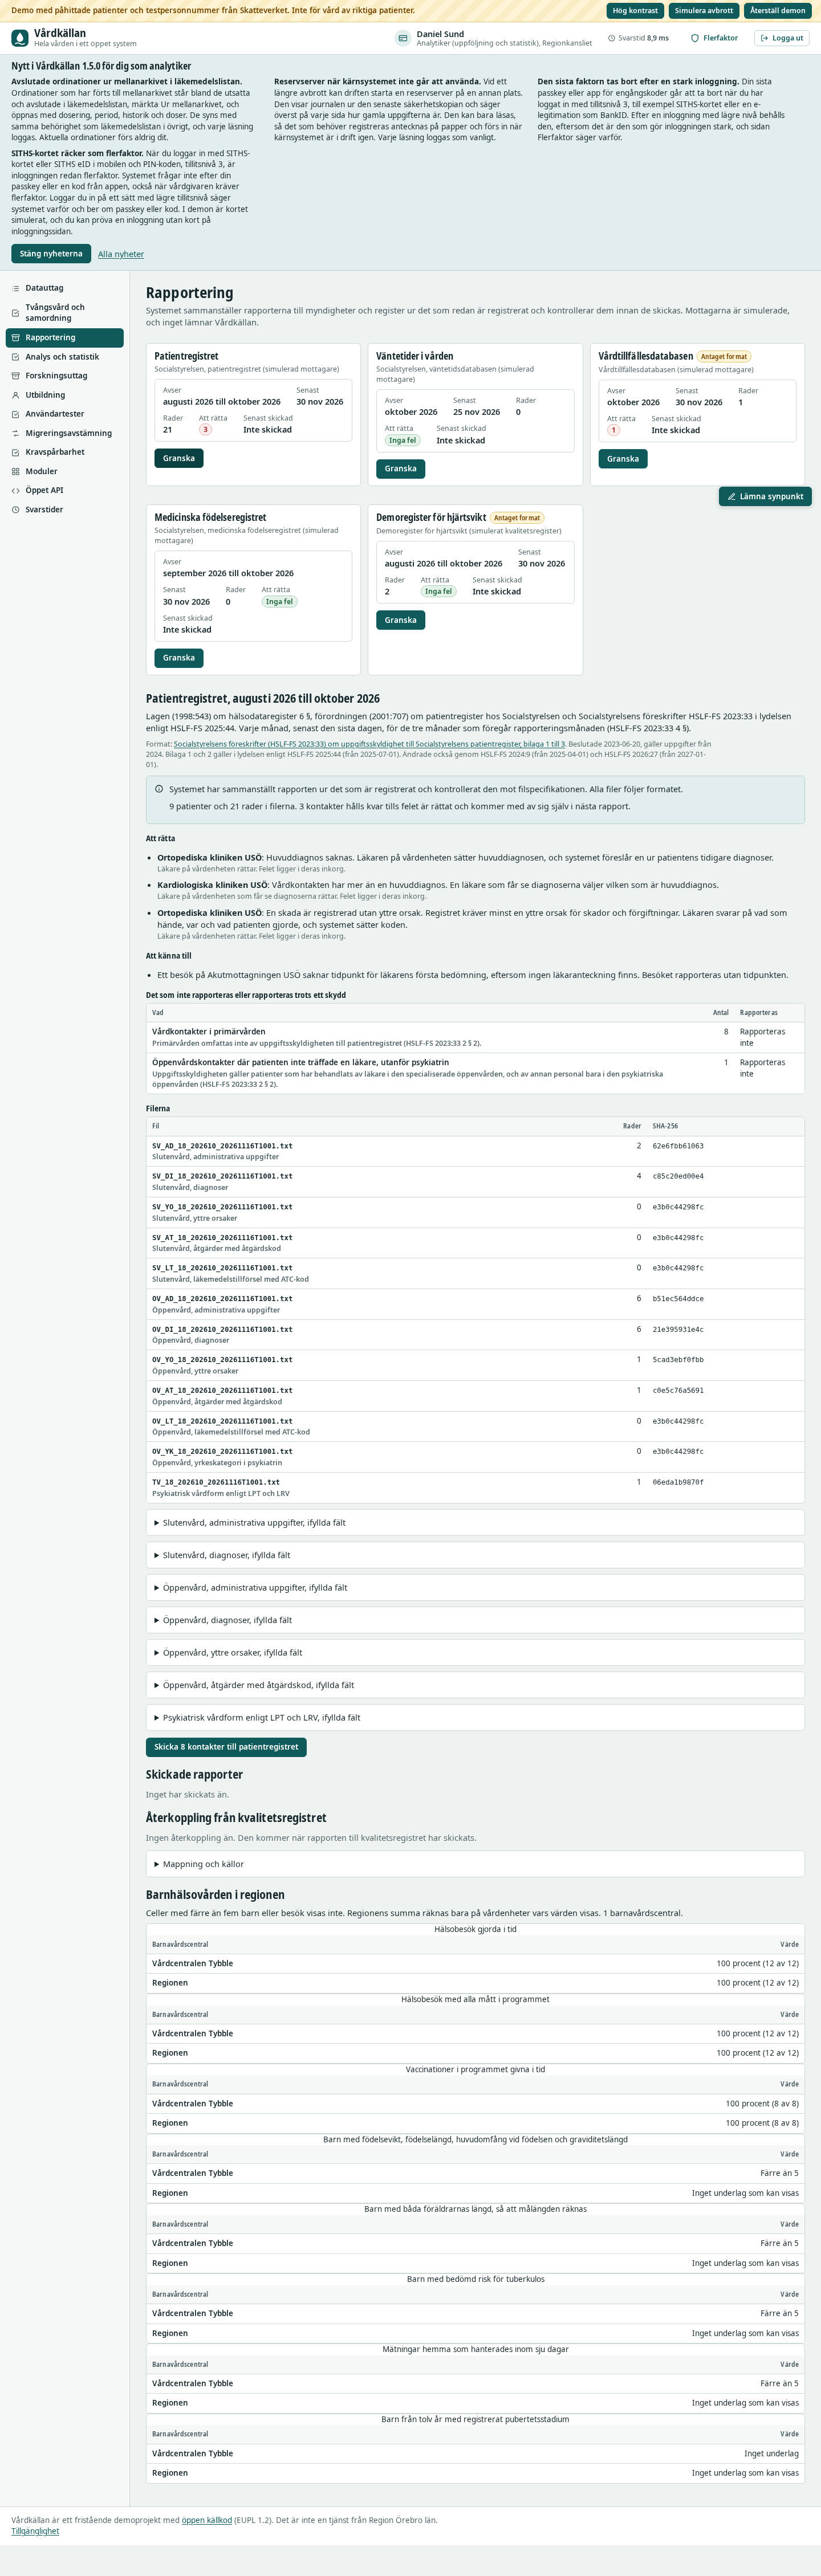 Demo med påhittade patienter och testpersonnummer från Skatteverket. Inte för vård av riktiga patienter.
Hög kontrast
Simulera avbrott
Återställ demon
Vårdkällan
Hela vården i ett öppet system
Daniel Sund
Analytiker (uppföljning och statistik), Regionkansliet
Svarstid 8,9 ms
Flerfaktor
Logga ut
Nytt i Vårdkällan 1.5.0 för dig som analytiker
Avslutade ordinationer ur mellanarkivet i läkemedelslistan.
Ordinationer som har förts till mellanarkivet står bland de utsatta
och avslutade i läkemedelslistan, märkta Ur mellanarkivet, och
öppnas med dosering, period, historik och doser. De syns med
samma behörighet som läkemedelslistan i övrigt, och varje läsning
loggas. Aktuella ordinationer förs aldrig dit.
SITHS-kortet räcker som flerfaktor. När du loggar in med SITHS-
kortet eller SITHS eID i mobilen och PIN-koden, tillitsnivå 3, är
inloggningen redan flerfaktor. Systemet frågar inte efter din
passkey eller en kod från appen, också när vårdgivaren kräver
flerfaktor. Loggar du in på ett sätt med lägre tillitsnivå säger
systemet varför och ber om passkey eller kod. I demon är kortet
simulerat, och du kan pröva en inloggning utan kort på
inloggningssidan.
Reservserver när kärnsystemet inte går att använda. Vid ett
längre avbrott kan driften starta en reservserver på en annan plats.
Den visar journalen ur den senaste säkerhetskopian och säger
överst på varje sida hur gamla uppgifterna är. Den kan bara läsas,
så det som behöver registreras antecknas på papper och förs in när
kärnsystemet är i drift igen. Varje läsning loggas som vanligt.
Den sista faktorn tas bort efter en stark inloggning. Din sista
passkey eller app för engångskoder går att ta bort när du har
loggat in med tillitsnivå 3, till exempel SITHS-kortet eller en e-
legitimation som BankID. Efter en inloggning med lägre nivå behålls
den, eftersom det är den som gör inloggningen stark, och sidan
Flerfaktor säger varför.
Stäng nyheterna
Alla nyheter
Datauttag
Tvångsvård och
samordning
Rapportering
Analys och statistik
Forskningsuttag
Utbildning
Användartester
Migreringsavstämning
Kravspårbarhet
Moduler
Öppet API
Svarstider
Rapportering
Systemet sammanställer rapporterna till myndigheter och register ur det som redan är registrerat och kontrollerar dem innan de skickas. Mottagarna är simulerade,
och inget lämnar Vårdkällan.
Patientregistret
Socialstyrelsen, patientregistret (simulerad mottagare)
Avser
augusti 2026 till oktober 2026
Senast
30 nov 2026
Rader
21
Att rätta
3
Senast skickad
Inte skickad
Granska
Väntetider i vården
Socialstyrelsen, väntetidsdatabasen (simulerad
mottagare)
Avser
oktober 2026
Senast
25 nov 2026
Rader
0
Att rätta
Inga fel
Senast skickad
Inte skickad
Granska
Vårdtillfällesdatabasen
Antaget format
Vårdtillfällesdatabasen (simulerad mottagare)
Avser
oktober 2026
Senast
30 nov 2026
Rader
1
Att rätta
1
Senast skickad
Inte skickad
Granska
Lämna synpunkt
Medicinska födelseregistret
Socialstyrelsen, medicinska födelseregistret (simulerad
mottagare)
Avser
september 2026 till oktober 2026
Senast
30 nov 2026
Rader
0
Att rätta
Inga fel
Senast skickad
Inte skickad
Granska
Demoregister för hjärtsvikt
Antaget format
Demoregister för hjärtsvikt (simulerat kvalitetsregister)
Avser
augusti 2026 till oktober 2026
Senast
30 nov 2026
Rader
2
Att rätta
Inga fel
Senast skickad
Inte skickad
Granska
Patientregistret, augusti 2026 till oktober 2026
Lagen (1998:543) om hälsodataregister 6 §, förordningen (2001:707) om patientregister hos Socialstyrelsen och Socialstyrelsens föreskrifter HSLF-FS 2023:33 i lydelsen
enligt HSLF-FS 2025:44. Varje månad, senast den sista dagen, för de tre månader som föregår rapporteringsmånaden (HSLF-FS 2023:33 4 §).
Format: Socialstyrelsens föreskrifter (HSLF-FS 2023:33) om uppgiftsskyldighet till Socialstyrelsens patientregister, bilaga 1 till 3. Beslutade 2023-06-20, gäller uppgifter från
2024. Bilaga 1 och 2 gäller i lydelsen enligt HSLF-FS 2025:44 (från 2025-07-01). Ändrade också genom HSLF-FS 2024:9 (från 2025-04-01) och HSLF-FS 2026:27 (från 2027-01-
01).
Systemet har sammanställt rapporten ur det som är registrerat och kontrollerat den mot filspecifikationen. Alla filer följer formatet.
9 patienter och 21 rader i filerna. 3 kontakter hålls kvar tills felet är rättat och kommer med av sig själv i nästa rapport.
Att rätta
• Ortopediska kliniken USÖ: Huvuddiagnos saknas. Läkaren på vårdenheten sätter huvuddiagnosen, och systemet föreslår en ur patientens tidigare diagnoser.
Läkare på vårdenheten rättar. Felet ligger i deras inkorg.
• Kardiologiska kliniken USÖ: Vårdkontakten har mer än en huvuddiagnos. En läkare som får se diagnoserna väljer vilken som är huvuddiagnos.
Läkare på vårdenheten som får se diagnoserna rättar. Felet ligger i deras inkorg.
• Ortopediska kliniken USÖ: En skada är registrerad utan yttre orsak. Registret kräver minst en yttre orsak för skador och förgiftningar. Läkaren svarar på vad som
hände, var och vad patienten gjorde, och systemet sätter koden.
Läkare på vårdenheten rättar. Felet ligger i deras inkorg.
Att känna till
• Ett besök på Akutmottagningen USÖ saknar tidpunkt för läkarens första bedömning, eftersom ingen läkaranteckning finns. Besöket rapporteras utan tidpunkten.
Det som inte rapporteras eller rapporteras trots ett skydd
Vad Antal Rapporteras
Vårdkontakter i primärvården 8 Rapporteras
inte
Primärvården omfattas inte av uppgiftsskyldigheten till patientregistret (HSLF-FS 2023:33 2 § 2).
Öppenvårdskontakter där patienten inte träffade en läkare, utanför psykiatrin 1 Rapporteras
inte
Uppgiftsskyldigheten gäller patienter som har behandlats av läkare i den specialiserade öppenvården, och av annan personal bara i den psykiatriska
öppenvården (HSLF-FS 2023:33 2 § 2).
Filerna
Fil Rader SHA-256
SV_AD_18_202610_20261116T1001.txt 2 62e6fbb61063
Slutenvård, administrativa uppgifter
SV_DI_18_202610_20261116T1001.txt 4 c85c20ed00e4
Slutenvård, diagnoser
SV_YO_18_202610_20261116T1001.txt 0 e3b0c44298fc
Slutenvård, yttre orsaker
SV_AT_18_202610_20261116T1001.txt 0 e3b0c44298fc
Slutenvård, åtgärder med åtgärdskod
SV_LT_18_202610_20261116T1001.txt 0 e3b0c44298fc
Slutenvård, läkemedelstillförsel med ATC-kod
OV_AD_18_202610_20261116T1001.txt 6 b51ec564ddce
Öppenvård, administrativa uppgifter
OV_DI_18_202610_20261116T1001.txt 6 21e395931e4c
Öppenvård, diagnoser
OV_YO_18_202610_20261116T1001.txt 1 5cad3ebf0fbb
Öppenvård, yttre orsaker
OV_AT_18_202610_20261116T1001.txt 1 c0e5c76a5691
Öppenvård, åtgärder med åtgärdskod
OV_LT_18_202610_20261116T1001.txt 0 e3b0c44298fc
Öppenvård, läkemedelstillförsel med ATC-kod
OV_YK_18_202610_20261116T1001.txt 0 e3b0c44298fc
Öppenvård, yrkeskategori i psykiatrin
TV_18_202610_20261116T1001.txt 1 06eda1b9870f
Psykiatrisk vårdform enligt LPT och LRV
Slutenvård, administrativa uppgifter, ifyllda fält
Slutenvård, diagnoser, ifyllda fält
Öppenvård, administrativa uppgifter, ifyllda fält
Öppenvård, diagnoser, ifyllda fält
Öppenvård, yttre orsaker, ifyllda fält
Öppenvård, åtgärder med åtgärdskod, ifyllda fält
Psykiatrisk vårdform enligt LPT och LRV, ifyllda fält
Skicka 8 kontakter till patientregistret
Skickade rapporter
Inget har skickats än.
Återkoppling från kvalitetsregistret
Ingen återkoppling än. Den kommer när rapporten till kvalitetsregistret har skickats.
Mappning och källor
Barnhälsovården i regionen
Celler med färre än fem barn eller besök visas inte. Regionens summa räknas bara på vårdenheter vars värden visas. 1 barnavårdscentral.
Hälsobesök gjorda i tid
Barnavårdscentral Värde
Vårdcentralen Tybble 100 procent (12 av 12)
Regionen 100 procent (12 av 12)
Hälsobesök med alla mått i programmet
Barnavårdscentral Värde
Vårdcentralen Tybble 100 procent (12 av 12)
Regionen 100 procent (12 av 12)
Vaccinationer i programmet givna i tid
Barnavårdscentral Värde
Vårdcentralen Tybble 100 procent (8 av 8)
Regionen 100 procent (8 av 8)
Barn med födelsevikt, födelselängd, huvudomfång vid födelsen och graviditetslängd
Barnavårdscentral Värde
Vårdcentralen Tybble Färre än 5
Regionen Inget underlag som kan visas
Barn med båda föräldrarnas längd, så att målängden räknas
Barnavårdscentral Värde
Vårdcentralen Tybble Färre än 5
Regionen Inget underlag som kan visas
Barn med bedömd risk för tuberkulos
Barnavårdscentral Värde
Vårdcentralen Tybble Färre än 5
Regionen Inget underlag som kan visas
Mätningar hemma som hanterades inom sju dagar
Barnavårdscentral Värde
Vårdcentralen Tybble Färre än 5
Regionen Inget underlag som kan visas
Barn från tolv år med registrerat pubertetsstadium
Barnavårdscentral Värde
Vårdcentralen Tybble Inget underlag
Regionen Inget underlag som kan visas
Vårdkällan är ett fristående demoprojekt med öppen källkod (EUPL 1.2). Det är inte en tjänst från Region Örebro län.
Tillgänglighet